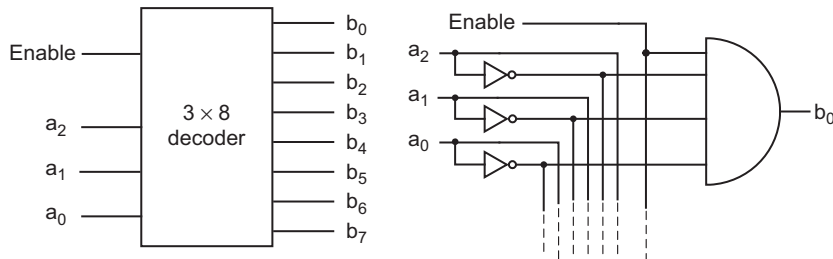 Enable
a2
a1
a0
3 × 8
decoder
b0
b1
b2
b3
b4
b5
b6
b7
Enable
a2
a1
a0
b0